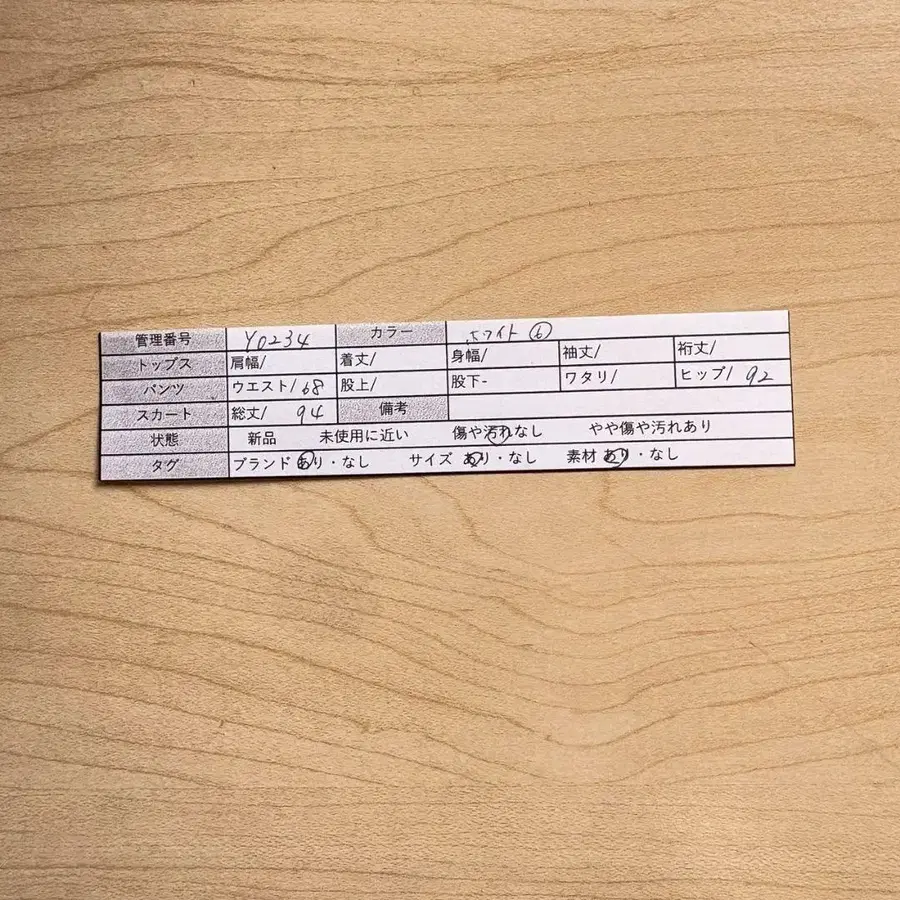 管理番号 Y0234 カラー ホワイト ⑥
トップス 肩幅/ 着丈/ 身幅/ 袖丈/ 裄丈/
パンツ ウエスト/68 股上/ 股下- ワタリ/ ヒップ/92
スカート 総丈/ 94 備考
状態 新品 未使用に近い 傷や汚れなし やや傷や汚れあり
タグ ブランド あり・なし サイズ あり・なし 素材 あり・なし